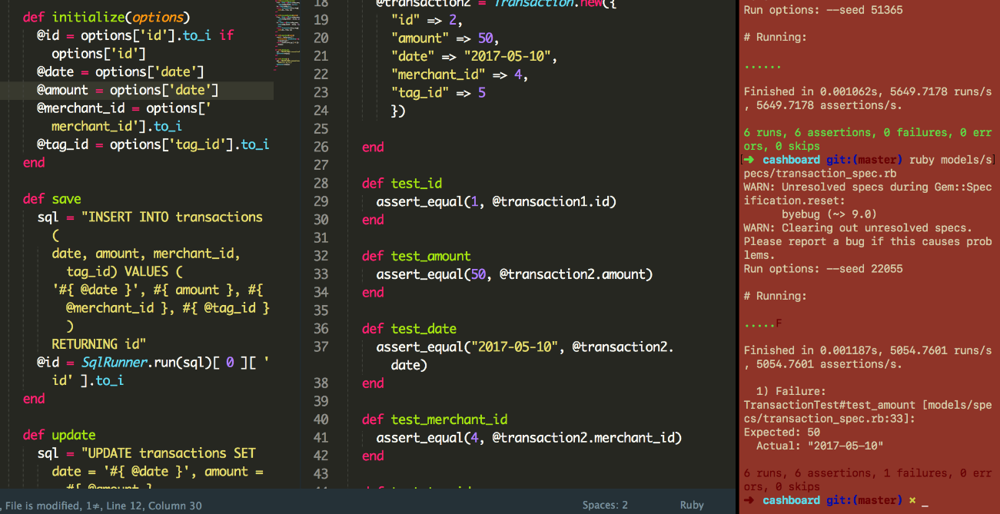 def initialize(options)
@id = options['id'].to_i if
options['id']
@date = options['date']
@amount = options['date']
@merchant_id = options['
merchant_id'].to_i
@tag_id = options['tag_id'].to_i
end
def save
sql = "INSERT INTO transactions
(
date, amount, merchant_id,
tag_id) VALUES (
'#{ @date }', #{ amount }, #{
@merchant_id }, #{ @tag_id }
)
RETURNING id"
@id = SqlRunner.run(sql)[ 0 ][ '
id' ].to_i
end
def update
sql = "UPDATE transactions SET
date = '#{ @date }', amount =
#{ @amount },
18 @transaction2 = Transaction.new({
19 "id" => 2,
20 "amount" => 50,
21 "date" => "2017-05-10",
22 "merchant_id" => 4,
23 "tag_id" => 5
24 })
25
26 end
27
28 def test_id
29 assert_equal(1, @transaction1.id)
30 end
31
32 def test_amount
33 assert_equal(50, @transaction2.amount)
34 end
35
36 def test_date
37 assert_equal("2017-05-10", @transaction2.
date)
38 end
39
40 def test_merchant_id
41 assert_equal(4, @transaction2.merchant_id)
42 end
43
44 def test_tag_id
Run options: --seed 51365
# Running:
......
Finished in 0.001062s, 5649.7178 runs/s
, 5649.7178 assertions/s.
6 runs, 6 assertions, 0 failures, 0 err
ors, 0 skips
[➜ cashboard git:(master) ruby models/s]
pecs/transaction_spec.rb
WARN: Unresolved specs during Gem::Spec
ification.reset:
byebug (~> 9.0)
WARN: Clearing out unresolved specs.
Please report a bug if this causes prob
lems.
Run options: --seed 22055
# Running:
.....F
Finished in 0.001187s, 5054.7601 runs/s
, 5054.7601 assertions/s.
1) Failure:
TransactionTest#test_amount [models/spe
cs/transaction_spec.rb:33]:
Expected: 50
Actual: "2017-05-10"
6 runs, 6 assertions, 1 failures, 0 err
ors, 0 skips
➜ cashboard git:(master) × _
, File is modified, 1≠, Line 12, Column 30
Spaces: 2
Ruby